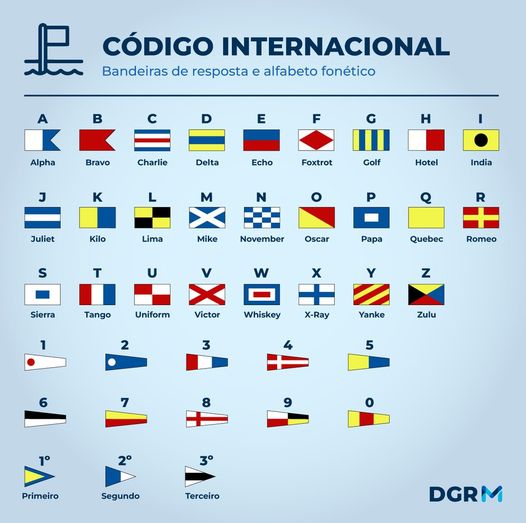 CÓDIGO INTERNACIONAL
Bandeiras de resposta e alfabeto fonético
A B C D E F G H I
Alpha Bravo Charlie Delta Echo Foxtrot Golf Hotel India
J K L M N O P Q R
Juliet Kilo Lima Mike November Oscar Papa Quebec Romeo
S T U V W X Y Z
Sierra Tango Uniform Victor Whiskey X-Ray Yanke Zulu
1 2 3 4 5
6 7 8 9 0
1º 2º 3º
Primeiro Segundo Terceiro
DGRM